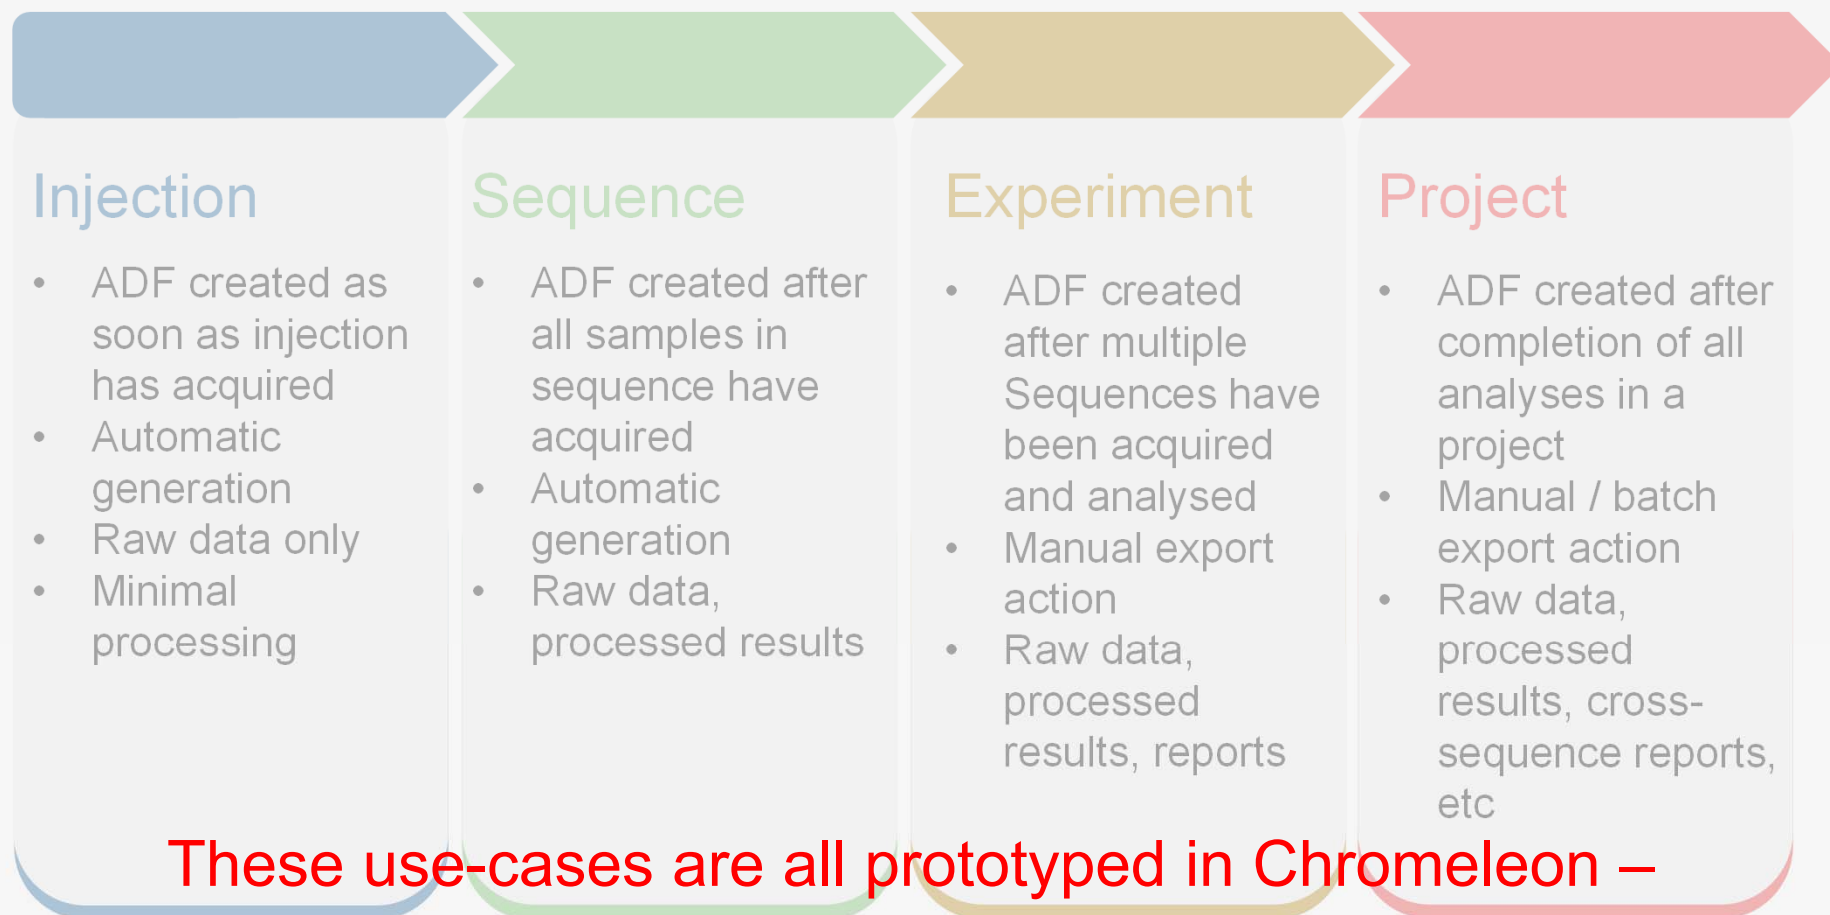 Injection
• ADF created as
soon as injection
has acquired
• Automatic
generation
• Raw data only
• Minimal
processing
Sequence
• ADF created after
all samples in
sequence have
acquired
• Automatic
generation
• Raw data,
processed results
Experiment
• ADF created
after multiple
Sequences have
been acquired
and analysed
• Manual export
action
• Raw data,
processed
results, reports
Project
• ADF created after
completion of all
analyses in a
project
• Manual / batch
export action
• Raw data,
processed
results, cross-
sequence reports,
etc
These use-cases are all prototyped in Chromeleon –